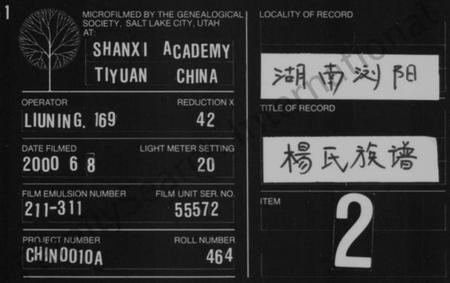 1
MICROFILMED BY THE GENEALOGICAL
SOCIETY, SALT LAKE CITY, UTAH
AT:
SHANXI ACADEMY
TIYUAN CHINA
OPERATOR REDUCTION X
LIUNING. 169 42
DATE FILMED LIGHT METER SETTING
2000 6 8 20
FILM EMULSION NUMBER FILM UNIT SER. NO.
211-311 55572
PROJECT NUMBER ROLL NUMBER
CHIN0010A 464
LOCALITY OF RECORD
湖南浏阳
TITLE OF RECORD
楊氏族谱
ITEM
2